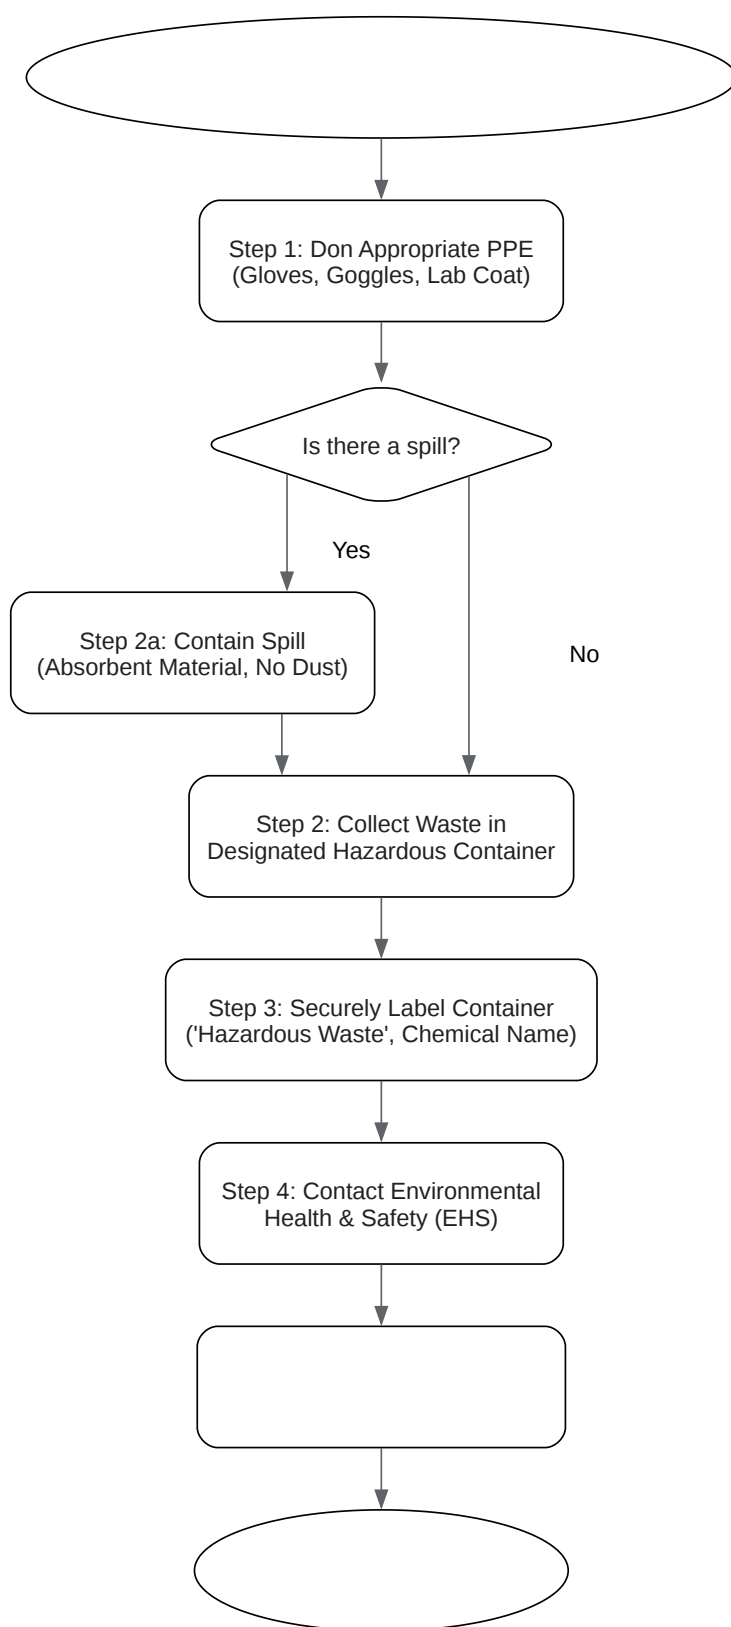 Step 1: Don Appropriate PPE
(Gloves, Goggles, Lab Coat)
Is there a spill?
Yes
Step 2a: Contain Spill
(Absorbent Material, No Dust)
No
Step 2: Collect Waste in
Designated Hazardous Container
Step 3: Securely Label Container
('Hazardous Waste', Chemical Name)
Step 4: Contact Environmental
Health & Safety (EHS)